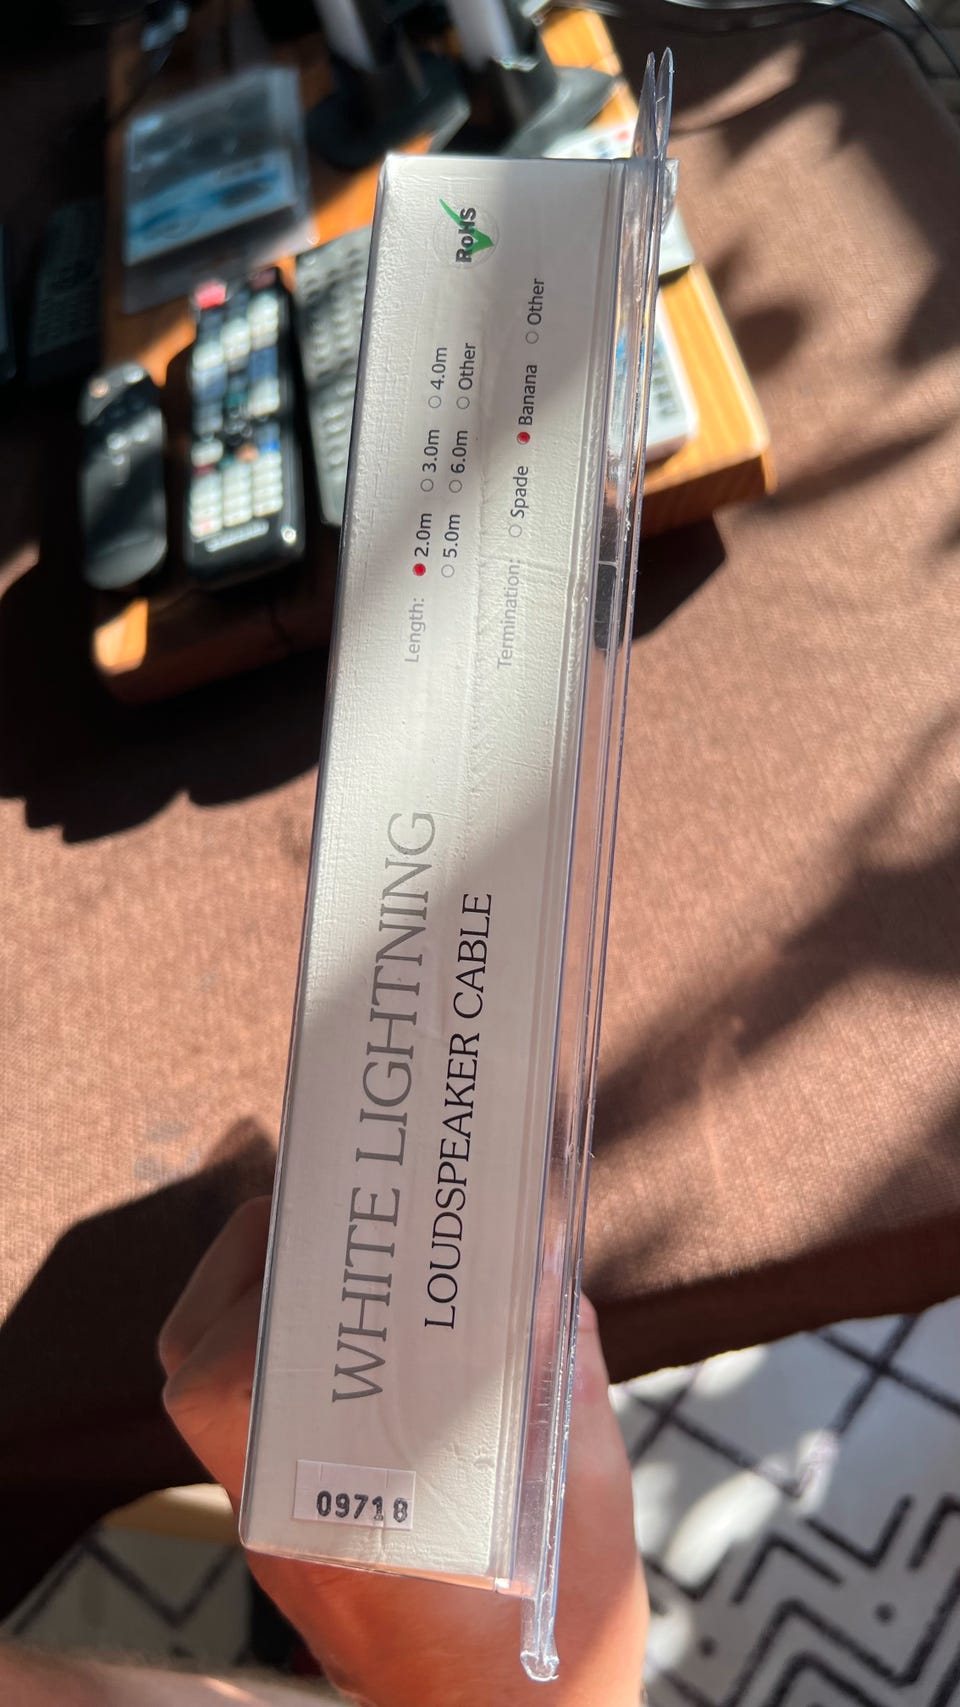 WHITE LIGHTNING
LOUDSPEAKER CABLE
Length: 2.0m 3.0m 4.0m
5.0m 6.0m Other
Termination: Spade Banana Other
RoHS
09718